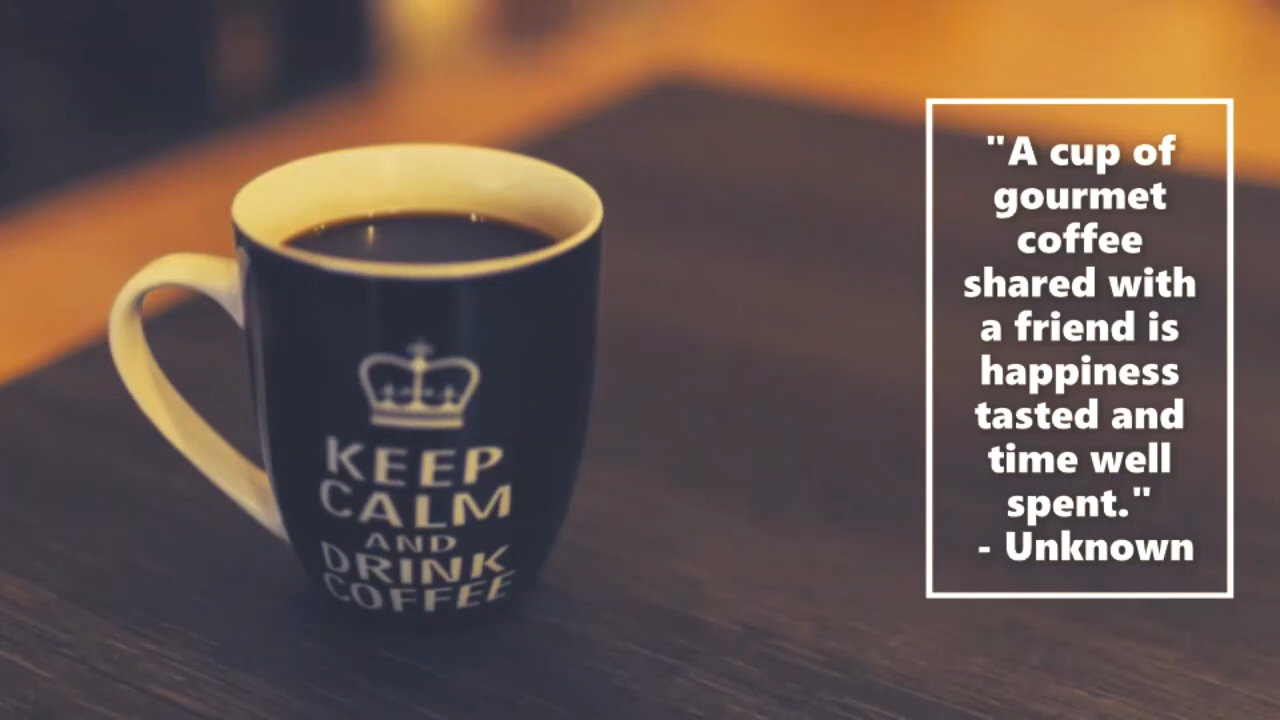 KEEP
CALM
AND
DRINK
COFFEE
"A cup of
gourmet
coffee
shared with
a friend is
happiness
tasted and
time well
spent."
- Unknown